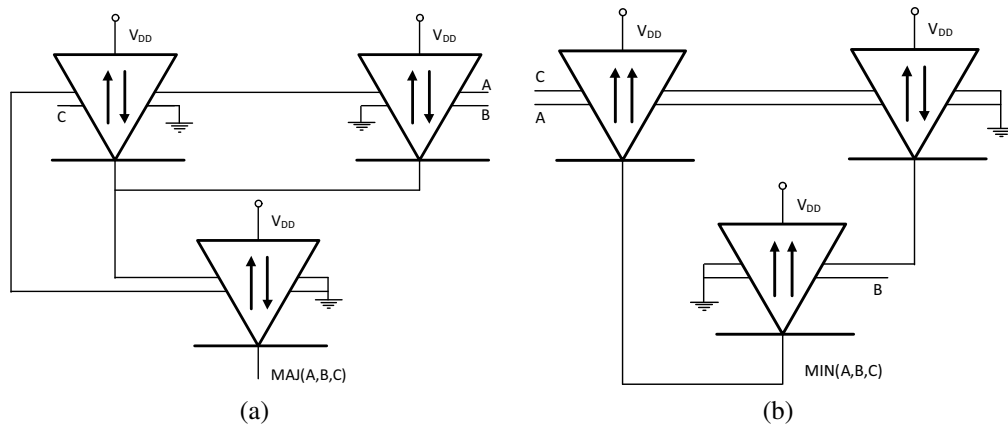 V_DD
V_DD
A
B
C
V_DD
MAJ(A,B,C)
(a)
V_DD
V_DD
C
A
V_DD
B
MIN(A,B,C)
(b)